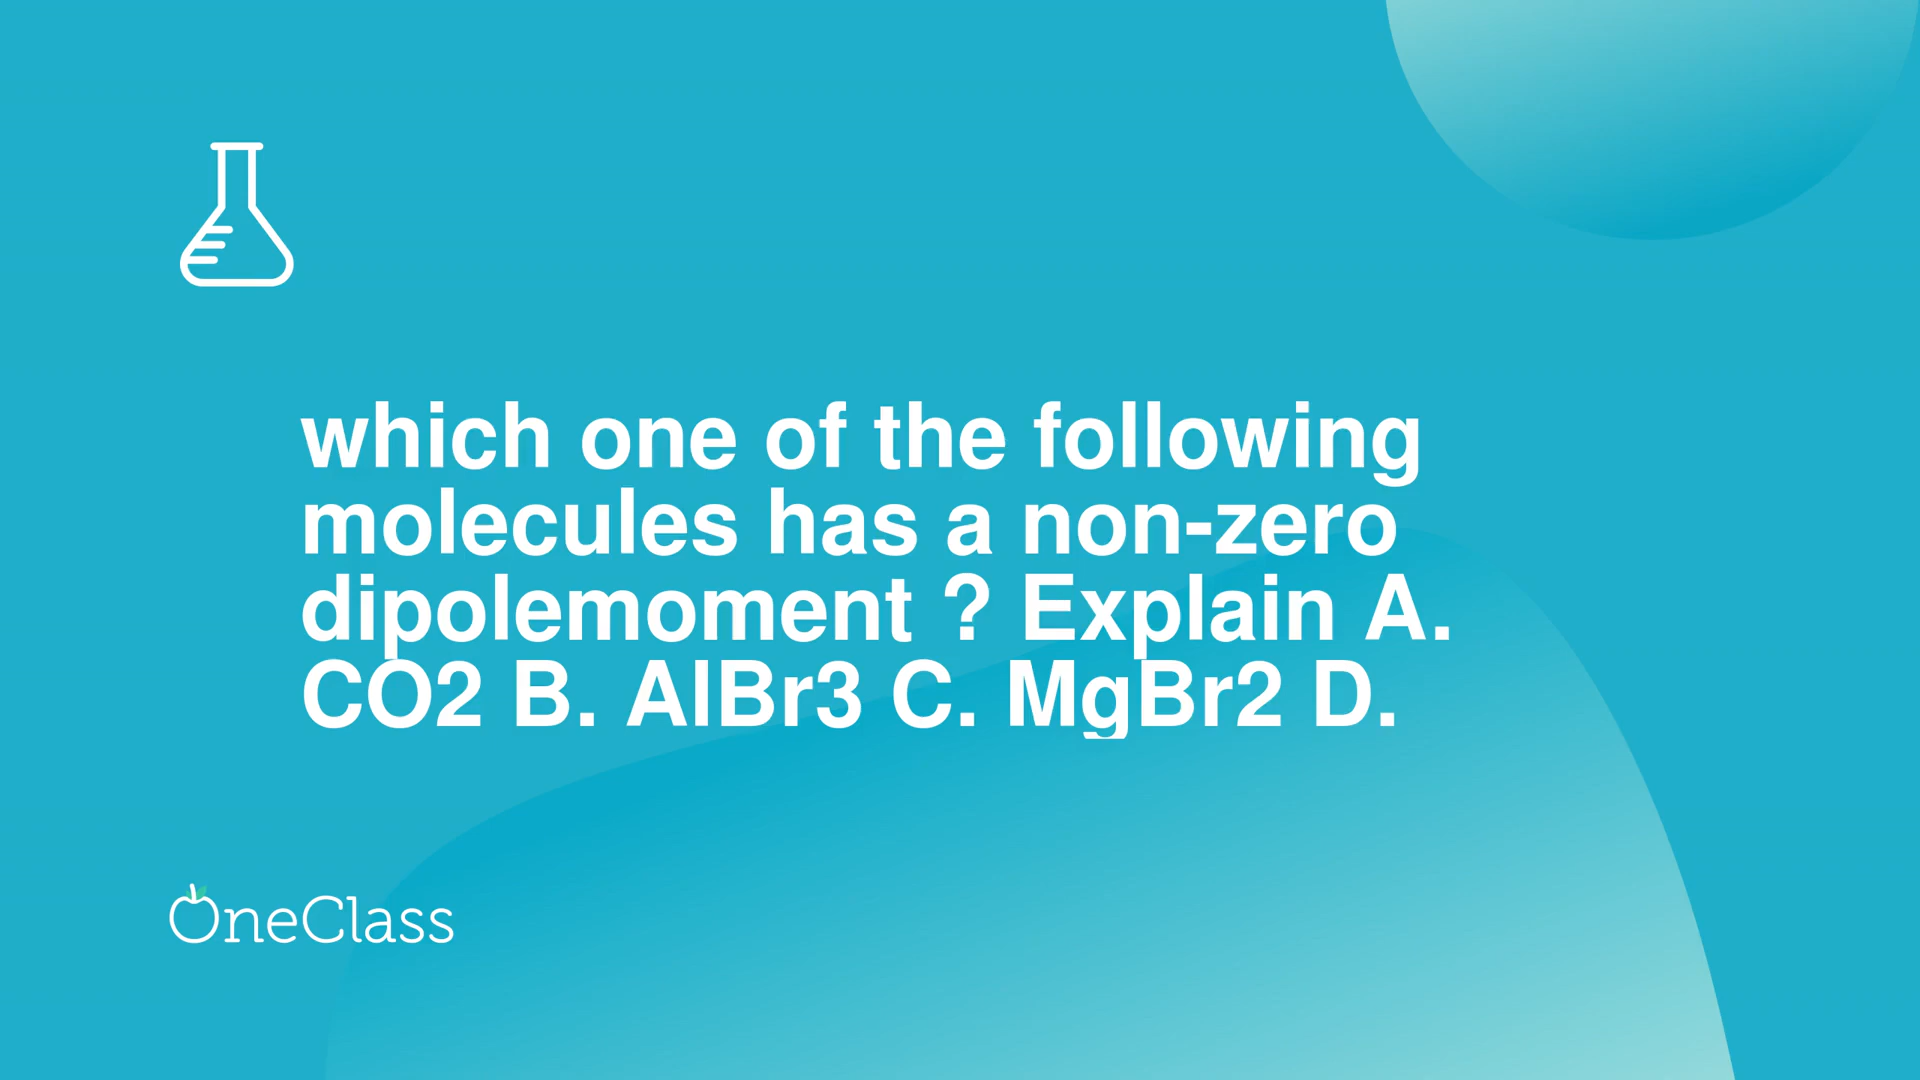 which one of the following
molecules has a non-zero
dipolemoment ? Explain A.
CO2 B. AlBr3 C. MgBr2 D.
OneClass